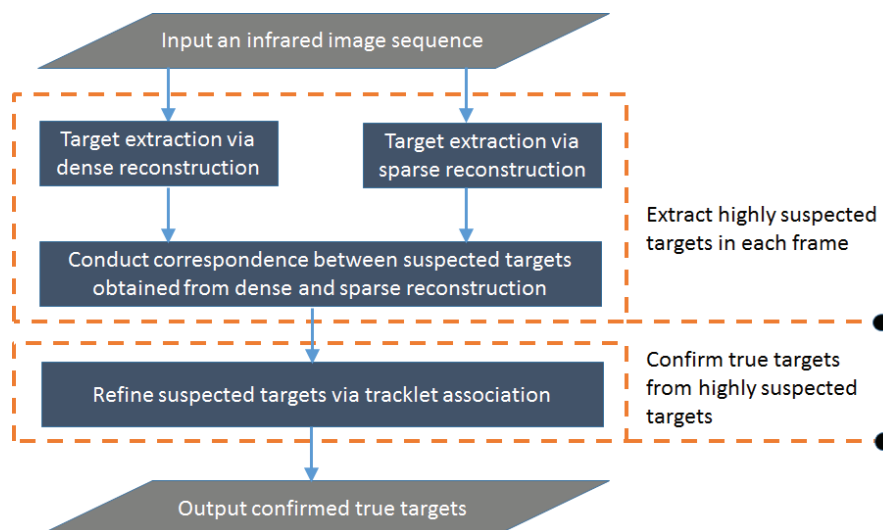 Input an infrared image sequence
Target extraction via
dense reconstruction
Target extraction via
sparse reconstruction
Extract highly suspected
targets in each frame
Conduct correspondence between suspected targets
obtained from dense and sparse reconstruction
Confirm true targets
from highly suspected
targets
Refine suspected targets via tracklet association
Output confirmed true targets